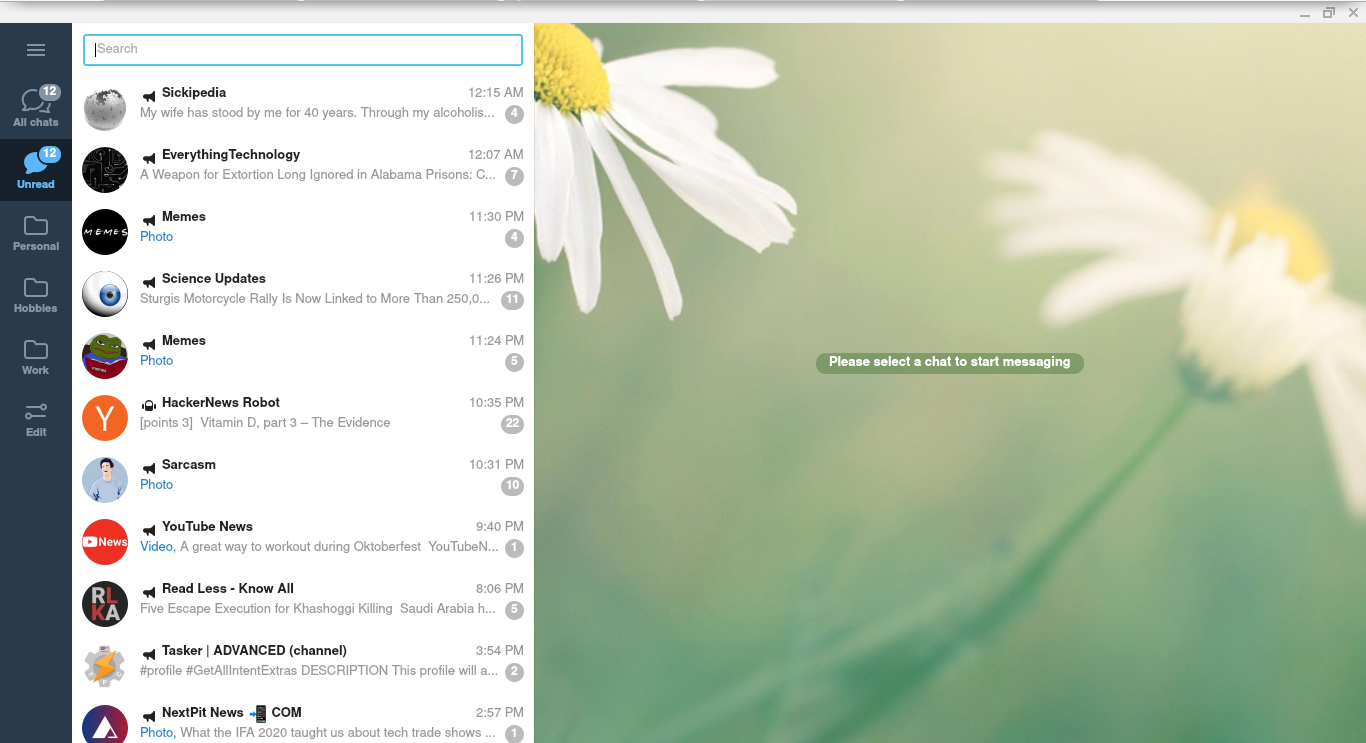 Search
12
All chats
12
Unread
Personal
Hobbies
Work
Edit
Sickipedia 12:15 AM
My wife has stood by me for 40 years. Through my alcoholis... 4
EverythingTechnology 12:07 AM
A Weapon for Extortion Long Ignored in Alabama Prisons: C... 7
MEMES
Memes 11:30 PM
Photo 4
Science Updates 11:26 PM
Sturgis Motorcycle Rally Is Now Linked to More Than 250,0... 11
Memes 11:24 PM
Photo 5
Y
HackerNews Robot 10:35 PM
[points 3] Vitamin D, part 3 – The Evidence 22
Sarcasm 10:31 PM
Photo 10
News
YouTube News 9:40 PM
Video, A great way to workout during Oktoberfest YouTubeN... 1
RL
KA
Read Less - Know All 8:06 PM
Five Escape Execution for Khashoggi Killing Saudi Arabia h... 5
Tasker | ADVANCED (channel) 3:54 PM
#profile #GetAllIntentExtras DESCRIPTION This profile will a... 2
NextPit News 📲 COM 2:57 PM
Photo, What the IFA 2020 taught us about tech trade shows ... 1
Please select a chat to start messaging